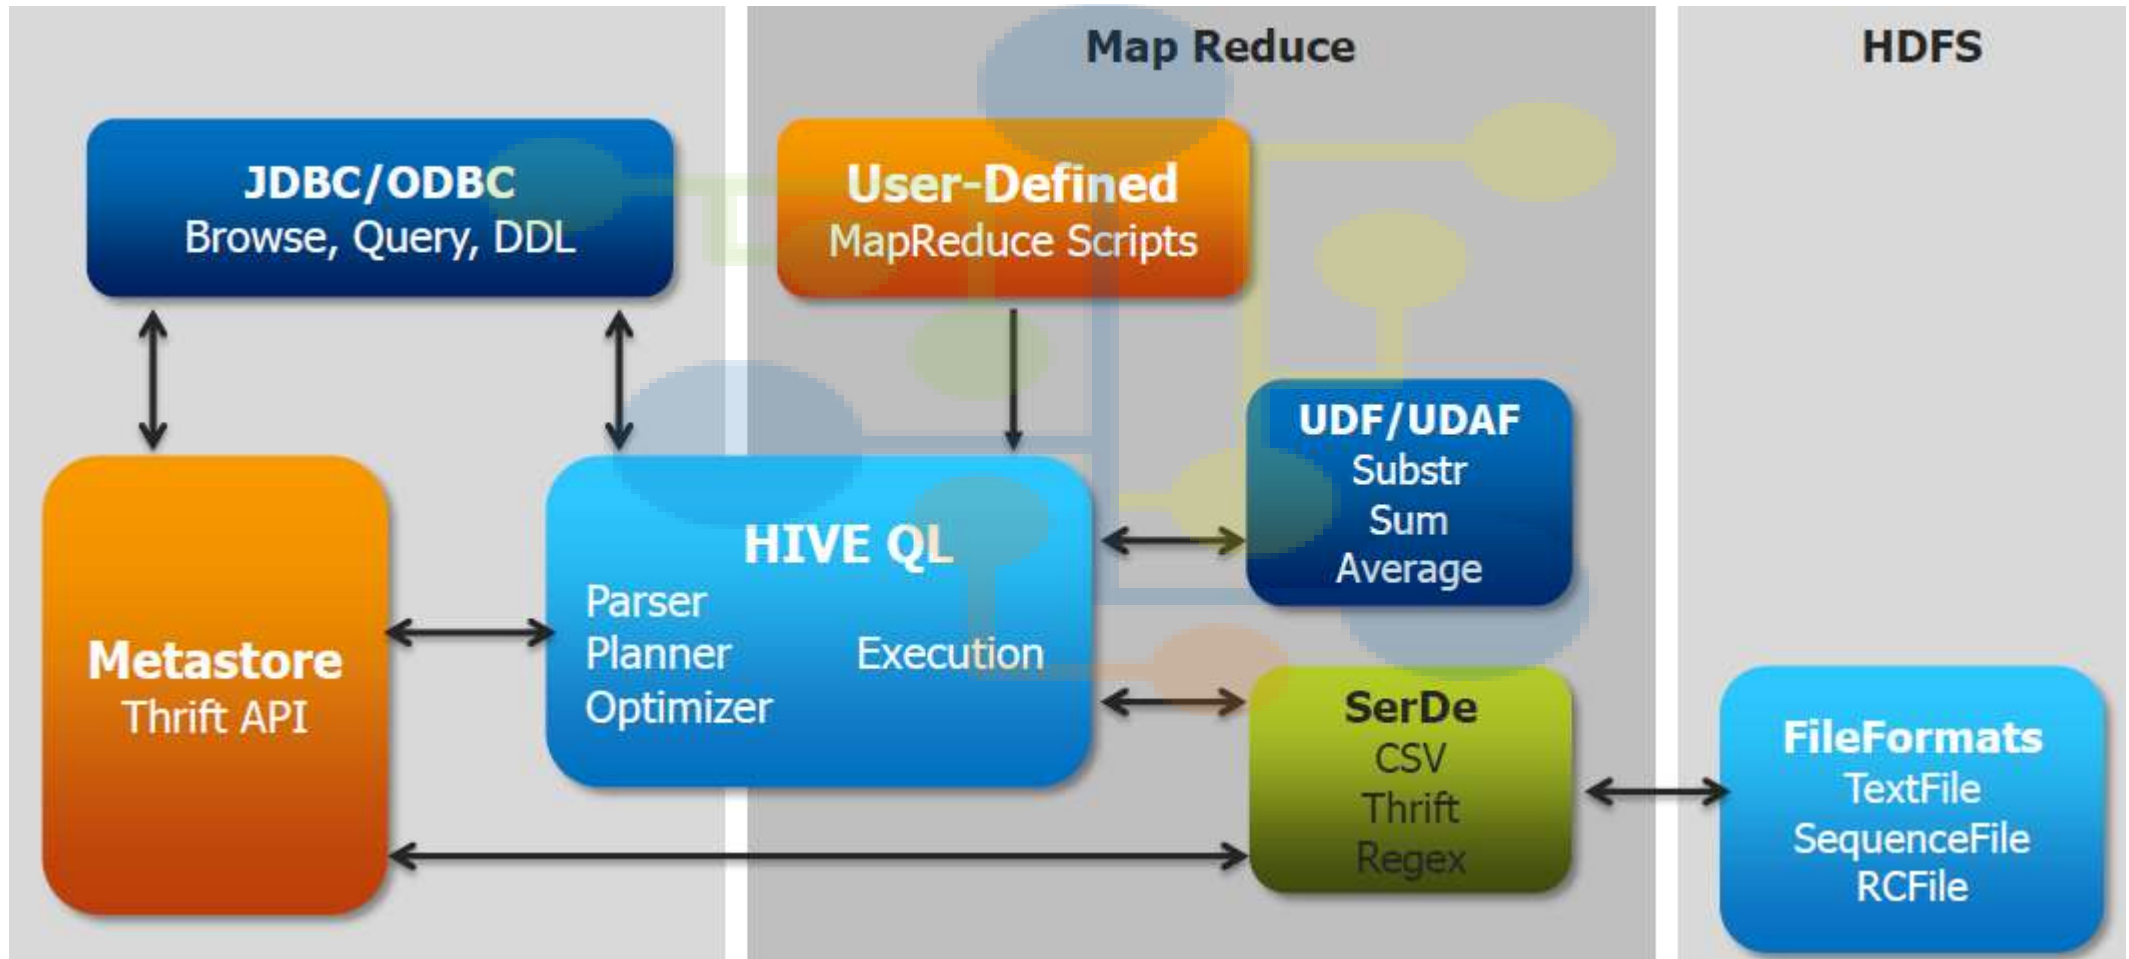 Map Reduce
HDFS
JDBC/ODBC
Browse, Query, DDL
User-Defined
MapReduce Scripts
UDF/UDAF
Substr
Sum
Average
HIVE QL
Parser
Planner
Execution
Optimizer
Metastore
Thrift API
SerDe
CSV
Thrift
Regex
FileFormats
TextFile
SequenceFile
RCFile